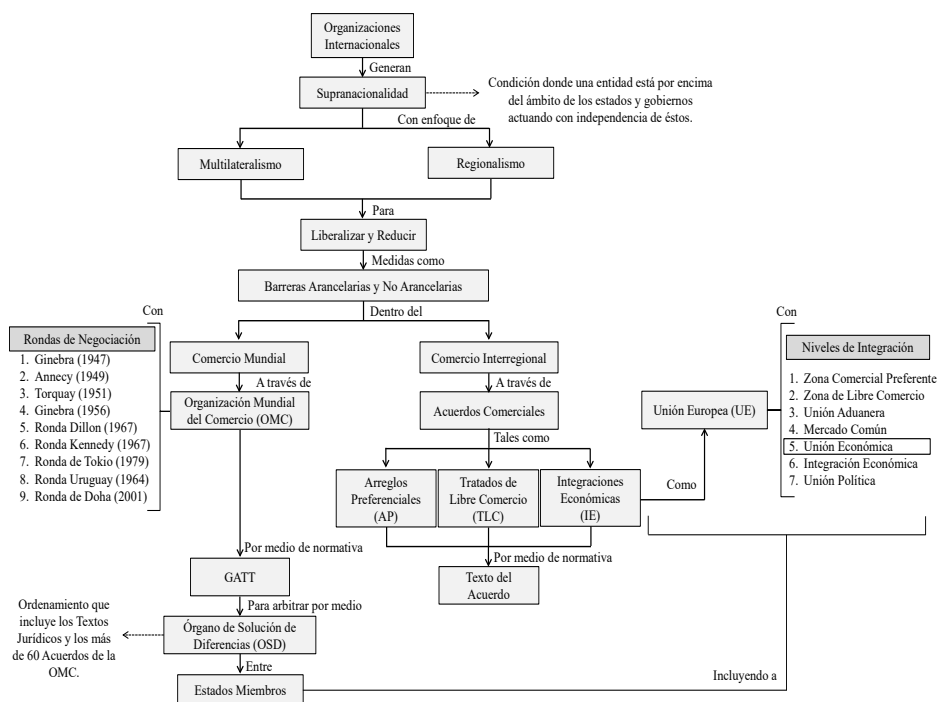 Organizaciones
Internacionales
Generan
Supranacionalidad
Condición donde una entidad está por encima
del ámbito de los estados y gobiernos
actuando con independencia de éstos.
Con enfoque de
Multilateralismo
Regionalismo
Para
Liberalizar y Reducir
Medidas como
Barreras Arancelarias y No Arancelarias
Dentro del
Con
Rondas de Negociación
1. Ginebra (1947)
2. Annecy (1949)
3. Torquay (1951)
4. Ginebra (1956)
5. Ronda Dillon (1967)
6. Ronda Kennedy (1967)
7. Ronda de Tokio (1979)
8. Ronda Uruguay (1964)
9. Ronda de Doha (2001)
Comercio Mundial
A través de
Organización Mundial
del Comercio (OMC)
Comercio Interregional
A través de
Acuerdos Comerciales
Tales como
Arreglos
Preferenciales
(AP)
Tratados de
Libre Comercio
(TLC)
Integraciones
Económicas
(IE)
Como
Unión Europea (UE)
Con
Niveles de Integración
1. Zona Comercial Preferente
2. Zona de Libre Comercio
3. Unión Aduanera
4. Mercado Común
5. Unión Económica
6. Integración Económica
7. Unión Política
Por medio de normativa
Texto del
Acuerdo
Por medio de normativa
GATT
Para arbitrar por medio
Órgano de Solución de
Diferencias (OSD)
Ordenamiento que
incluye los Textos
Jurídicos y los más
de 60 Acuerdos de la
OMC.
Entre
Estados Miembros
Incluyendo a